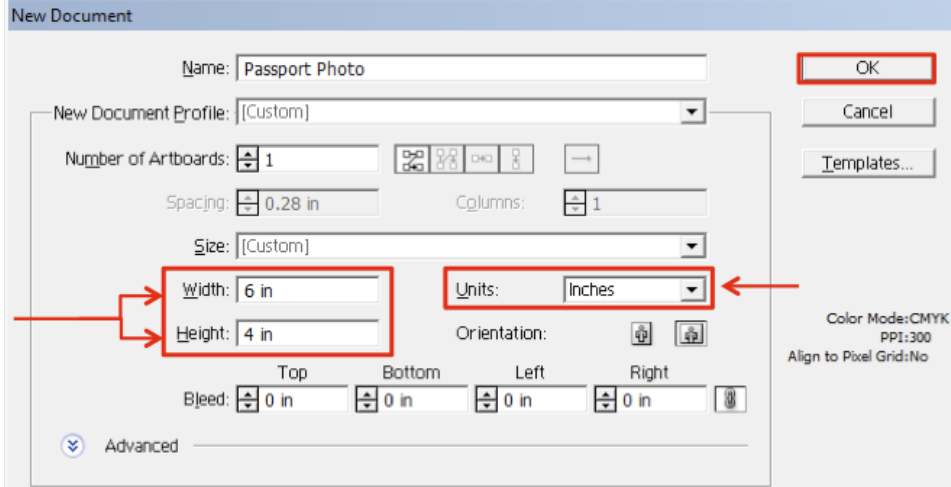 New Document
Name: Passport Photo
OK
New Document Profile: [Custom]
Cancel
Number of Artboards: 1
Templates...
Spacing: 0.28 in Columns: 1
Size: [Custom]
Width: 6 in Units: Inches
Height: 4 in Orientation:
Color Mode:CMYK
PPI:300
Align to Pixel Grid:No
Top Bottom Left Right
Bleed: 0 in 0 in 0 in 0 in
Advanced